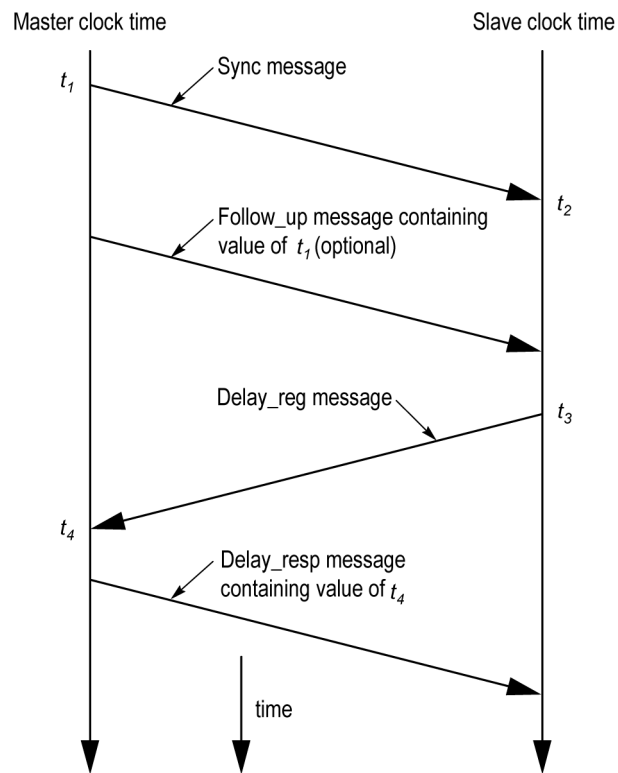 Master clock time
Slave clock time
t1
Sync message
t2
Follow_up message containing
value of t1 (optional)
Delay_reg message
t3
t4
Delay_resp message
containing value of t4
time